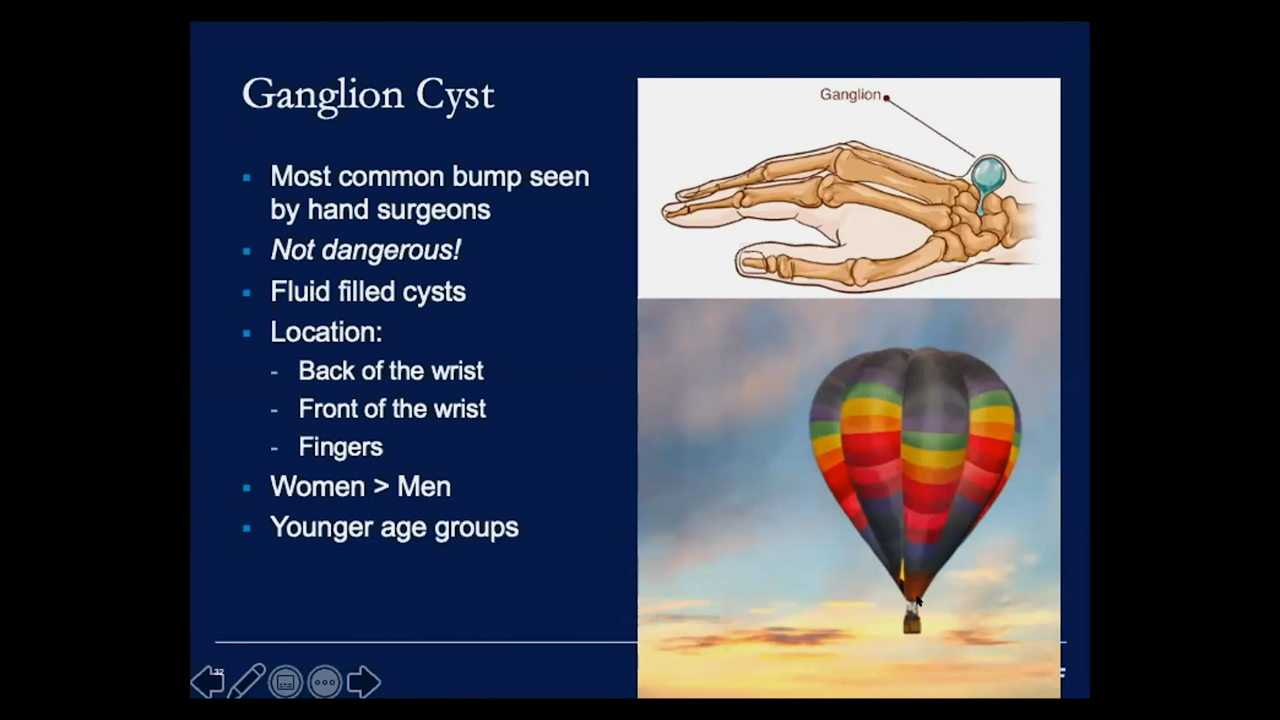 Ganglion Cyst
Most common bump seen
by hand surgeons
Not dangerous!
Fluid filled cysts
Location:
- Back of the wrist
- Front of the wrist
- Fingers
Women > Men
Younger age groups
Ganglion
32